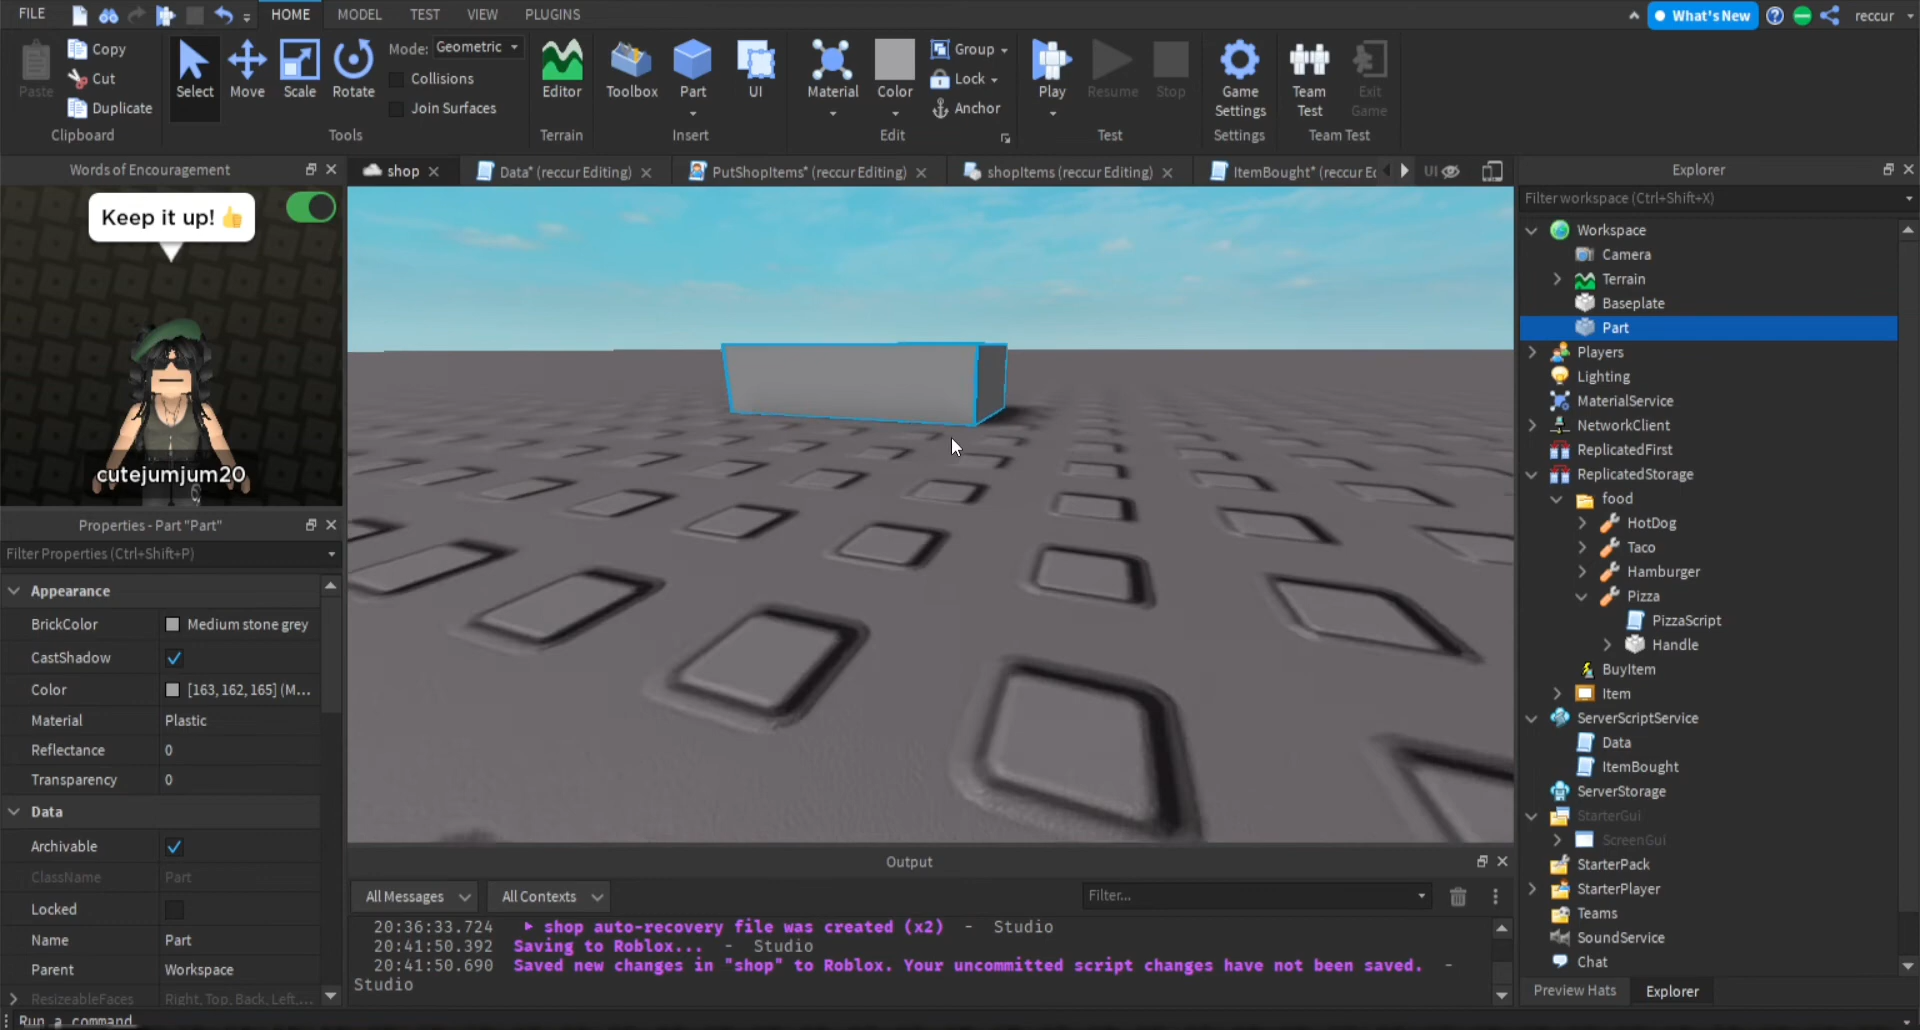 FILE
HOME
MODEL
TEST
VIEW
PLUGINS
What's New
reccur
Paste
Copy
Cut
Duplicate
Clipboard
Select
Move
Scale
Rotate
Mode: Geometric
Collisions
Join Surfaces
Tools
Editor
Terrain
Toolbox
Part
UI
Insert
Material
Color
Group
Lock
Anchor
Edit
Play
Resume
Stop
Test
Game
Settings
Settings
Team
Test
Exit
Game
Team Test
Words of Encouragement
Keep it up! 👍
cutejumjum20
shop
Data* (reccur Editing)
PutShopItems* (reccur Editing)
shopItems (reccur Editing)
ItemBought* (reccur Ec
UI
Properties - Part "Part"
Filter Properties (Ctrl+Shift+P)
Appearance
BrickColor Medium stone grey
CastShadow
Color [163, 162, 165] (M...
Material Plastic
Reflectance 0
Transparency 0
Data
Archivable
ClassName Part
Locked
Name Part
Parent Workspace
ResizeableFaces Right, Top, Back, Left,...
Run a command
Output
All Messages
All Contexts
Filter...
20:36:33.724 ▶ shop auto-recovery file was created (x2) - Studio
20:41:50.392 Saving to Roblox... - Studio
20:41:50.690 Saved new changes in "shop" to Roblox. Your uncommitted script changes have not been saved. -
Studio
Explorer
Filter workspace (Ctrl+Shift+X)
Workspace
Camera
Terrain
Baseplate
Part
Players
Lighting
MaterialService
NetworkClient
ReplicatedFirst
ReplicatedStorage
food
HotDog
Taco
Hamburger
Pizza
PizzaScript
Handle
BuyItem
Item
ServerScriptService
Data
ItemBought
ServerStorage
StarterGui
ScreenGui
StarterPack
StarterPlayer
Teams
SoundService
Chat
Preview Hats
Explorer